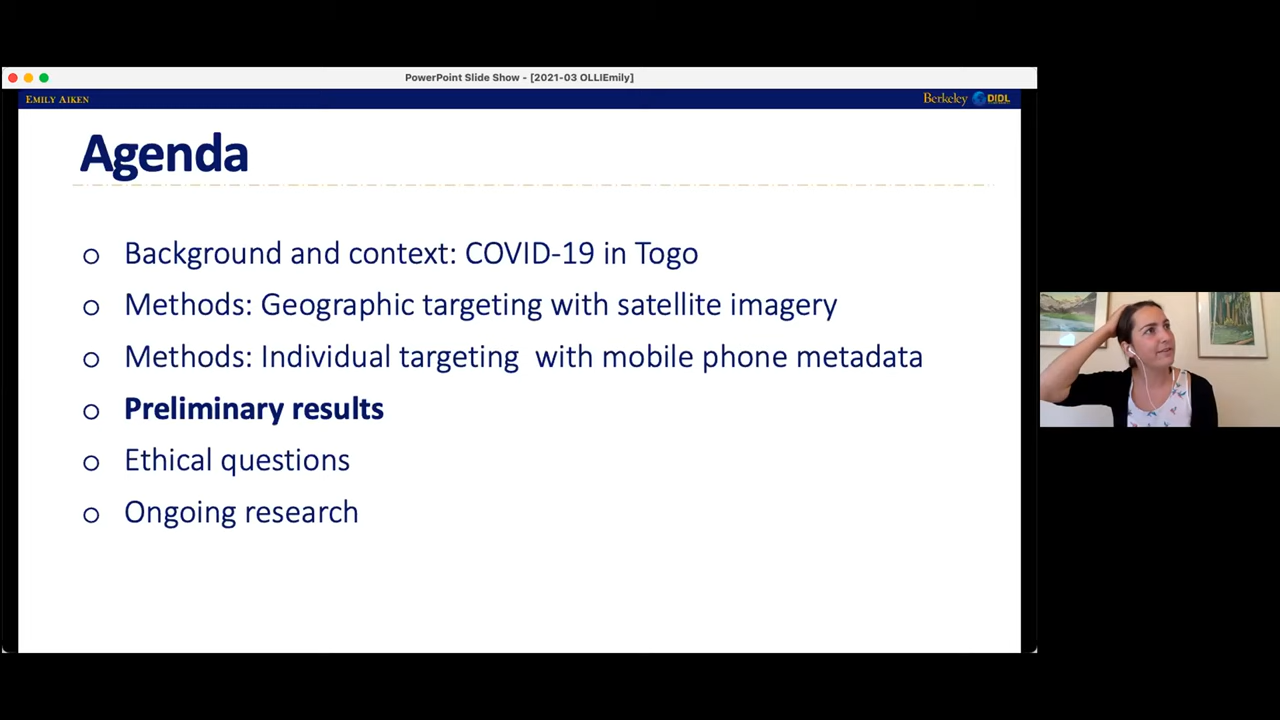 PowerPoint Slide Show - [2021-03 OLLIEmily]
EMILY AIKEN
Berkeley DIDL
Agenda
Background and context: COVID-19 in Togo
Methods: Geographic targeting with satellite imagery
Methods: Individual targeting  with mobile phone metadata
Preliminary results
Ethical questions
Ongoing research